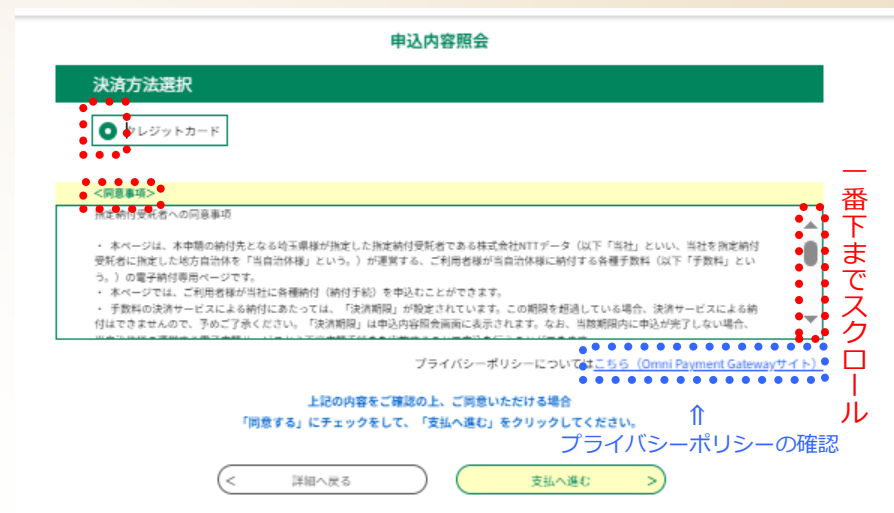 申込内容照会
決済方法選択
クレジットカード
<同意事項>
指定納付受託者への同意事項
・ 本ページは、本申請の納付先となる埼玉県様が指定した指定納付受託者である株式会社NTTデータ（以下「当社」といい、当社を指定納付
受託者に指定した地方自治体を「当自治体様」という。）が運営する、ご利用者様が当自治体様に納付する各種手数料（以下「手数料」とい
う。）の電子納付専用ページです。
・ 本ページでは、ご利用者様が当社に各種納付（納付手続）を申込むことができます。
・ 手数料の決済サービスによる納付にあたっては、「決済期限」が設定されています。この期限を超過している場合、決済サービスによる納
付はできませんので、予めご了承ください。「決済期限」は申込内容照会画面に表示されます。なお、当該期限内に申込が完了しない場合、
プライバシーポリシーについてはこちら（Omni Payment Gatewayサイト）
一番下までスクロール
上記の内容をご確認の上、ご同意いただける場合
「同意する」にチェックをして、「支払へ進む」をクリックしてください。
⇑
プライバシーポリシーの確認
< 詳細へ戻る
支払へ進む >